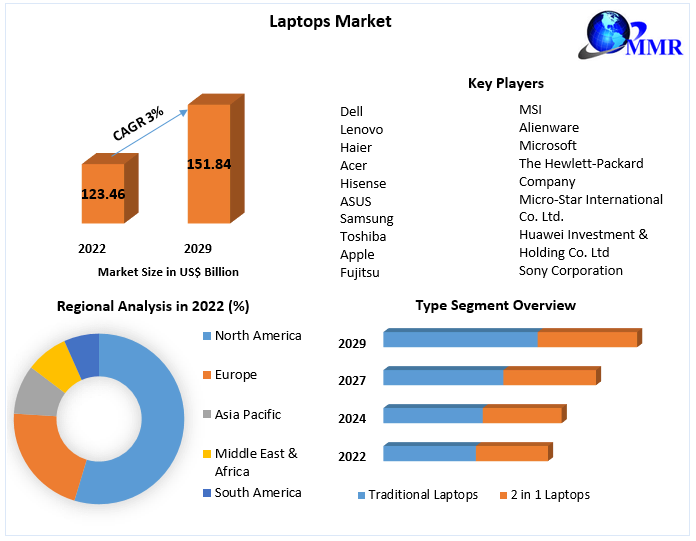 Laptops Market
MMR
CAGR 3%
123.46
151.84
2022
2029
Market Size in US$ Billion
Key Players
Dell
Lenovo
Haier
Acer
Hisense
ASUS
Samsung
Toshiba
Apple
Fujitsu
MSI
Alienware
Microsoft
The Hewlett-Packard
Company
Micro-Star International
Co. Ltd.
Huawei Investment &
Holding Co. Ltd
Sony Corporation
Regional Analysis in 2022 (%)
North America
Europe
Asia Pacific
Middle East &
Africa
South America
Type Segment Overview
2029
2027
2024
2022
Traditional Laptops
2 in 1 Laptops